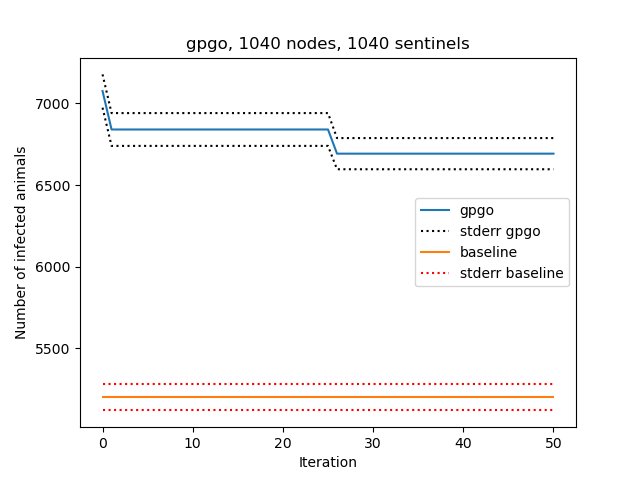 gpgo, 1040 nodes, 1040 sentinels
Number of infected animals
7000
6500
6000
5500
gpgo
stderr gpgo
baseline
stderr baseline
0 10 20 30 40 50
Iteration